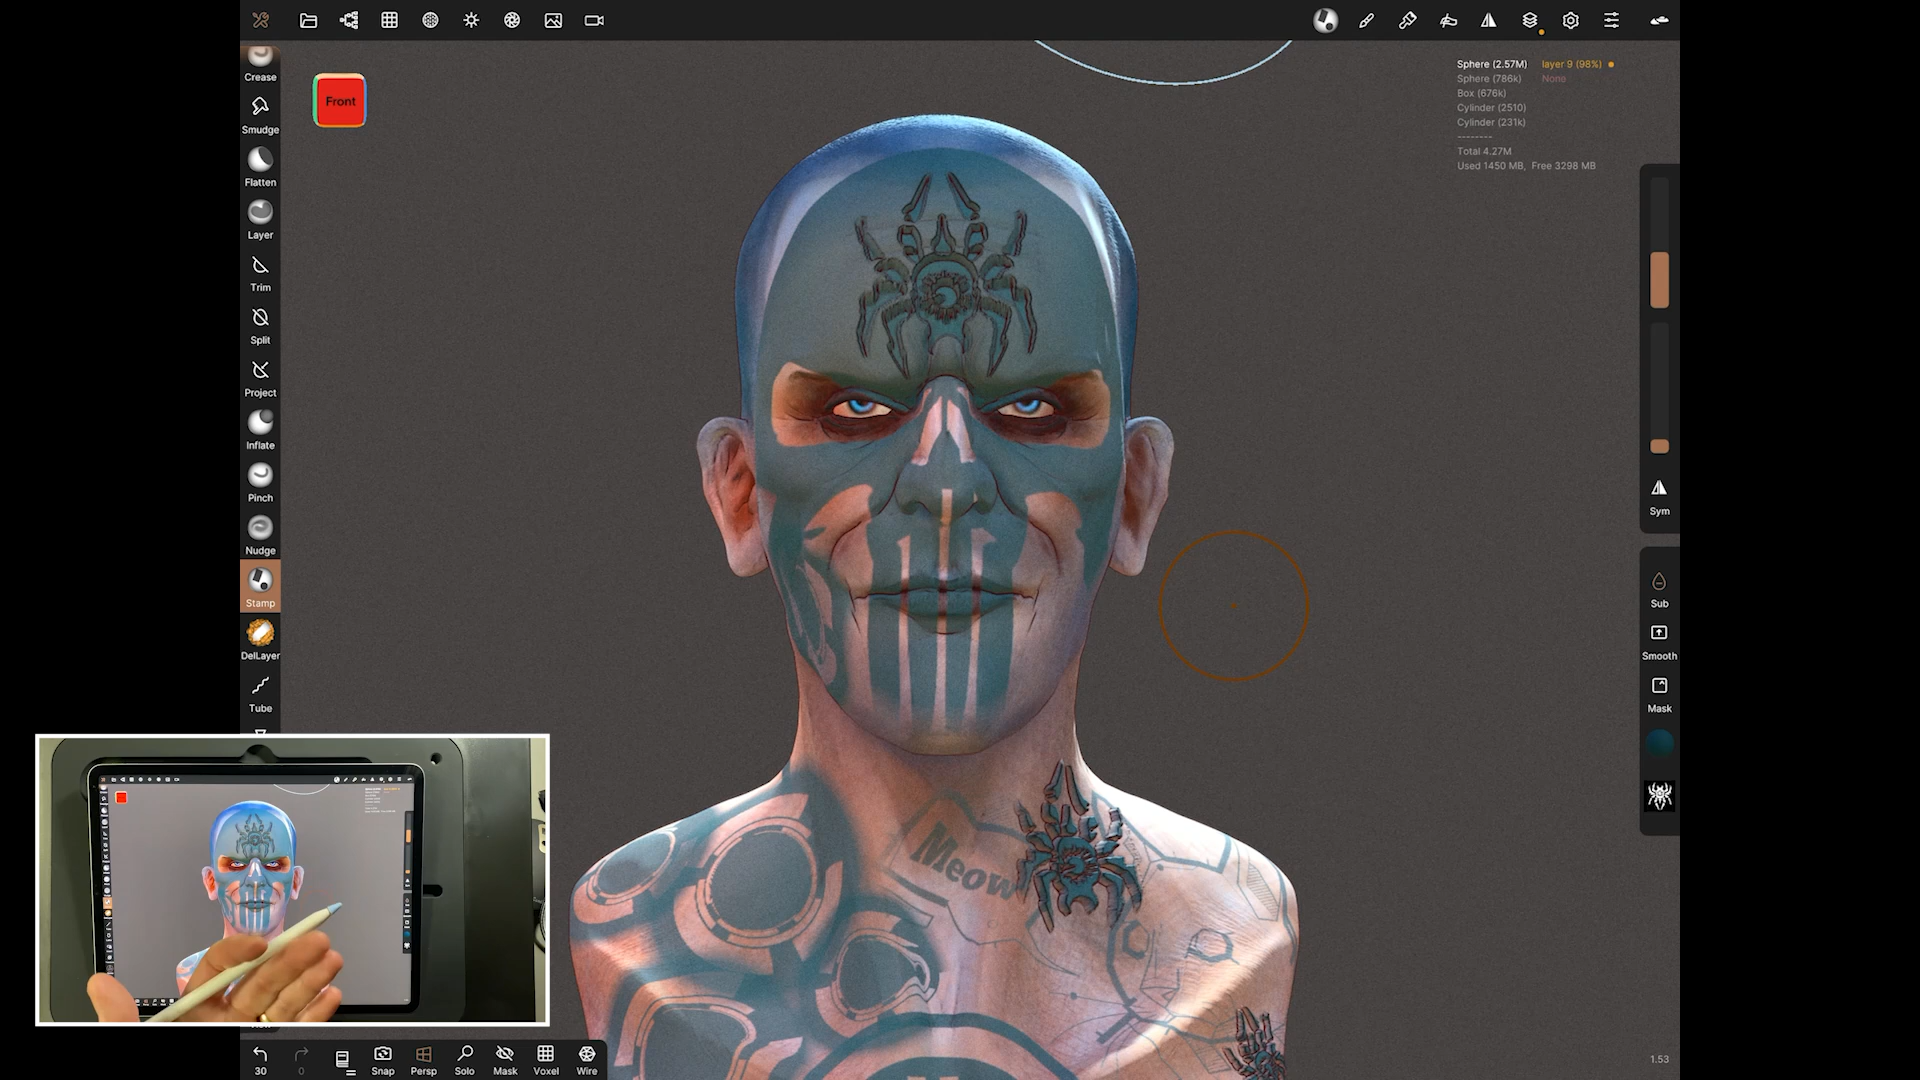 Crease
Smudge
Flatten
Layer
Trim
Split
Project
Inflate
Pinch
Nudge
Stamp
DelLayer
Tube
Front
Sphere (2.57M) layer 9 (98%)
Sphere (786k) None
Box (676k)
Cylinder (2510)
Cylinder (231k)
--------
Total 4.27M
Used 1450 MB, Free 3298 MB
Sym
Sub
Smooth
Mask
Meow
30
0
Snap
Persp
Solo
Mask
Voxel
Wire
1.53